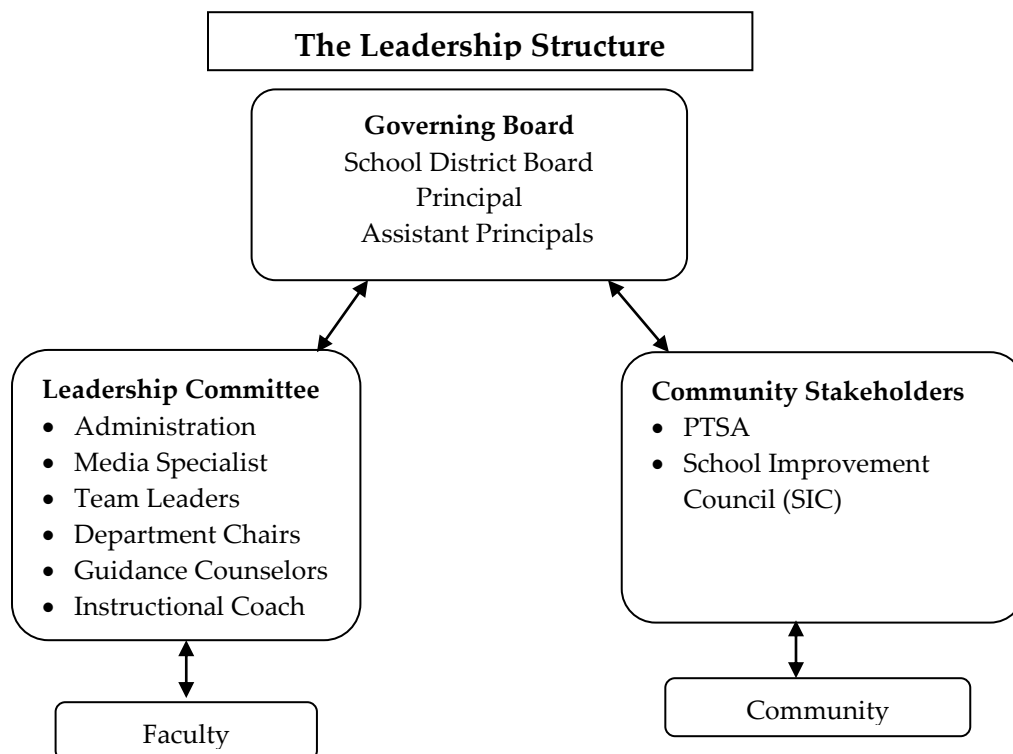 The Leadership Structure
Governing Board
School District Board
Principal
Assistant Principals
Leadership Committee
• Administration
• Media Specialist
• Team Leaders
• Department Chairs
• Guidance Counselors
• Instructional Coach
Community Stakeholders
• PTSA
• School Improvement
Council (SIC)
Faculty
Community